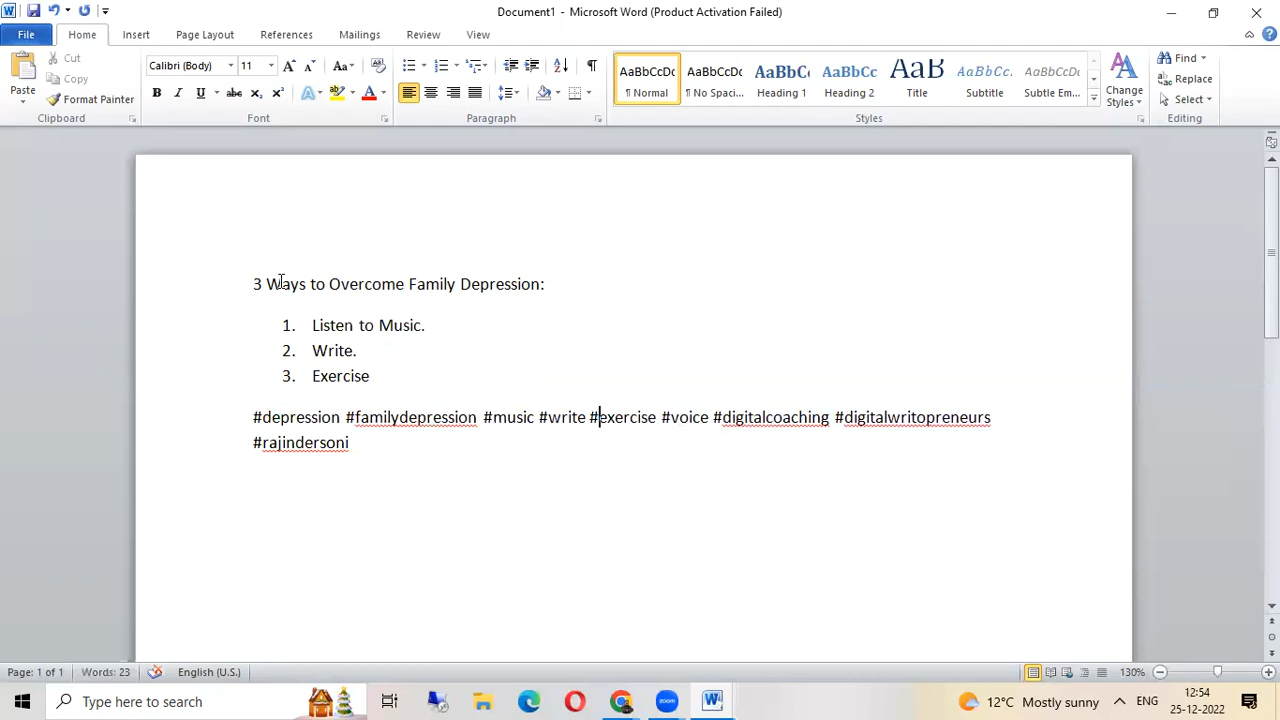 Document1 - Microsoft Word (Product Activation Failed)
File Home Insert Page Layout References Mailings Review View
Paste Cut Copy Format Painter Clipboard
Calibri (Body) 11 Font
Paragraph
AaBbCcDc ¶ Normal
AaBbCcDc ¶ No Spaci...
AaBbCc Heading 1
AaBbCc Heading 2
AaB Title
AaBbCc. Subtitle
AaBbCcDc Subtle Em...
Change Styles
Styles
Find Replace Select Editing
3 Ways to Overcome Family Depression:
1. Listen to Music.
2. Write.
3. Exercise
#depression #familydepression #music #write #exercise #voice #digitalcoaching #digitalwritopreneurs
#rajindersoni
Page: 1 of 1 Words: 23 English (U.S.) 130%
Type here to search zoom 12°C Mostly sunny ENG 12:54
25-12-2022